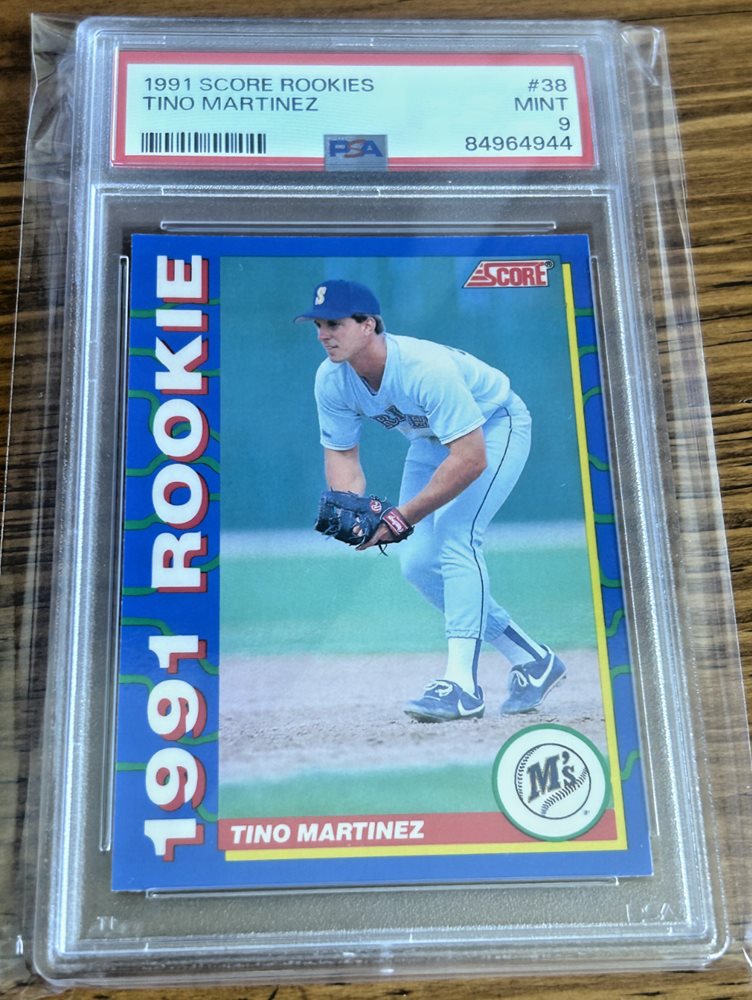 1991 SCORE ROOKIES
TINO MARTINEZ
#38
MINT
9
84964944
PSA
1991 ROOKIE
SCORE®
S
M's
TINO MARTINEZ